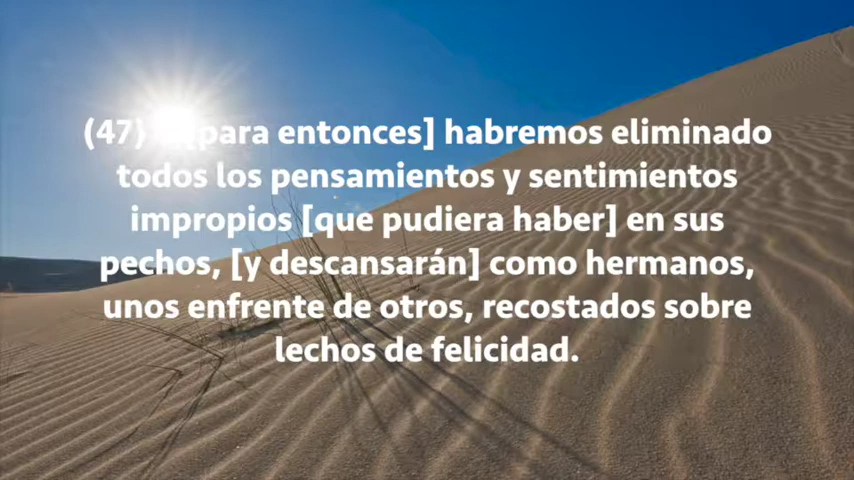 (47) [para entonces] habremos eliminado
todos los pensamientos y sentimientos
impropios [que pudiera haber] en sus
pechos, [y descansarán] como hermanos,
unos enfrente de otros, recostados sobre
lechos de felicidad.